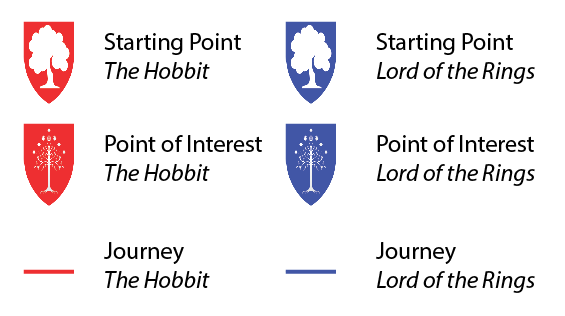 Starting Point
The Hobbit
Starting Point
Lord of the Rings
Point of Interest
The Hobbit
Point of Interest
Lord of the Rings
Journey
The Hobbit
Journey
Lord of the Rings